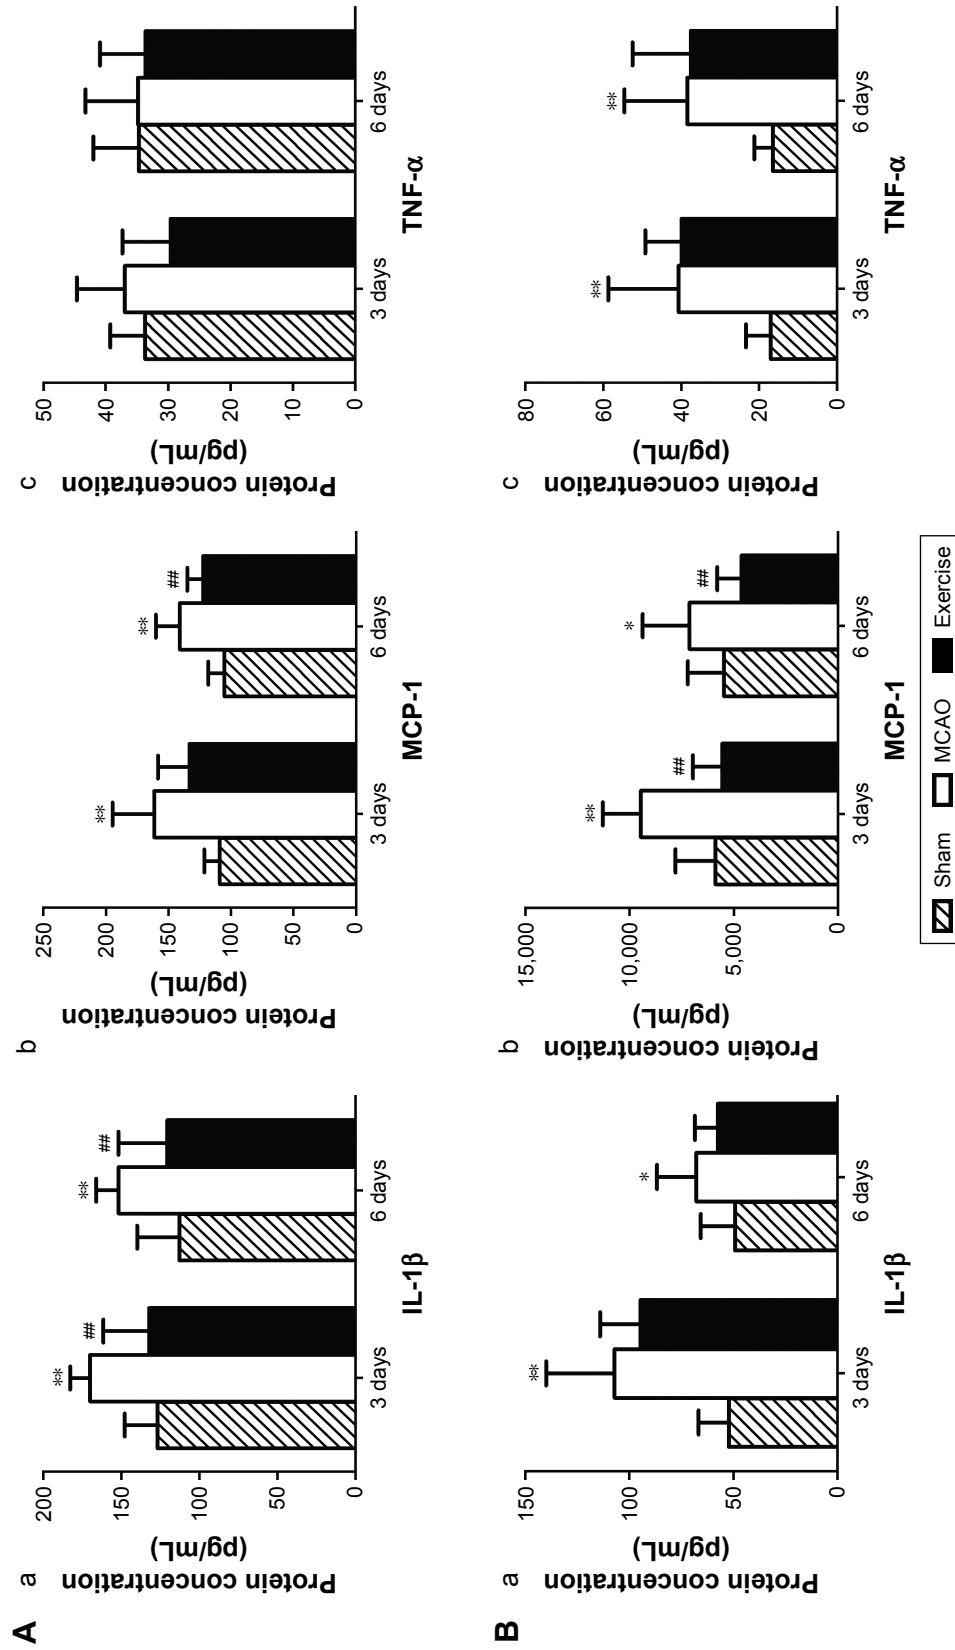 A
a
Protein concentration
(pg/mL)
200
150
100
50
0
**
##
**
##
3 days
6 days
IL-1β
b
Protein concentration
(pg/mL)
250
200
150
100
50
0
**
**
##
3 days
6 days
MCP-1
c
Protein concentration
(pg/mL)
50
40
30
20
10
0
3 days
6 days
TNF-α
B
a
Protein concentration
(pg/mL)
150
100
50
0
**
*
3 days
6 days
IL-1β
b
Protein concentration
(pg/mL)
15,000
10,000
5,000
0
**
##
*
##
3 days
6 days
MCP-1
c
Protein concentration
(pg/mL)
80
60
40
20
0
**
**
3 days
6 days
TNF-α
Sham MCAO Exercise